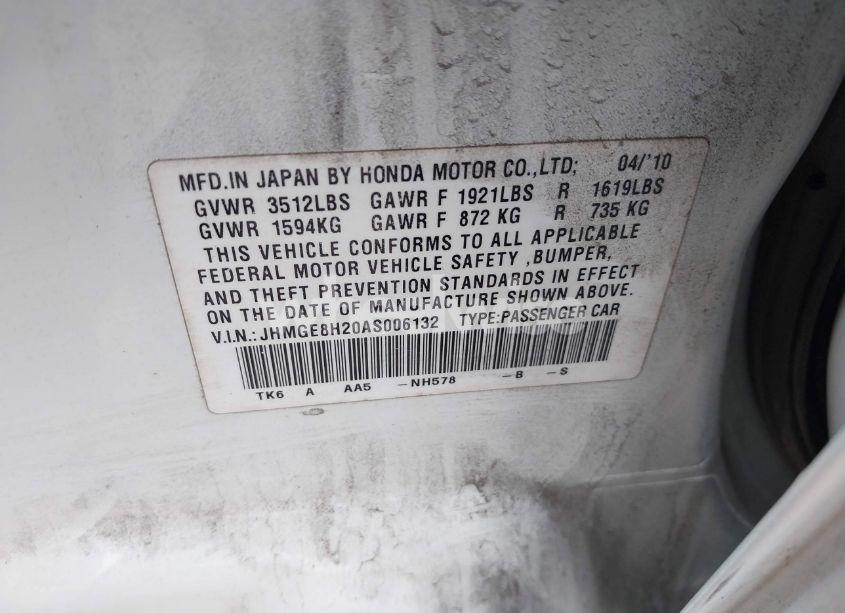 MFD.IN JAPAN BY HONDA MOTOR CO.,LTD; 04/'10
GVWR 3512LBS GAWR F 1921LBS R 1619LBS
GVWR 1594KG GAWR F 872 KG R 735 KG
THIS VEHICLE CONFORMS TO ALL APPLICABLE
FEDERAL MOTOR VEHICLE SAFETY ,BUMPER,
AND THEFT PREVENTION STANDARDS IN EFFECT
ON THE DATE OF MANUFACTURE SHOWN ABOVE.
V.I.N.: JHMGE8H20AS006132 TYPE:PASSENGER CAR
TK6 A AA5 -NH578 -B -S